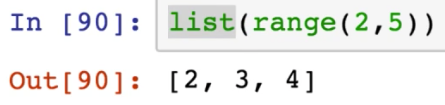 In [90]: list(range(2,5))
Out[90]: [2, 3, 4]